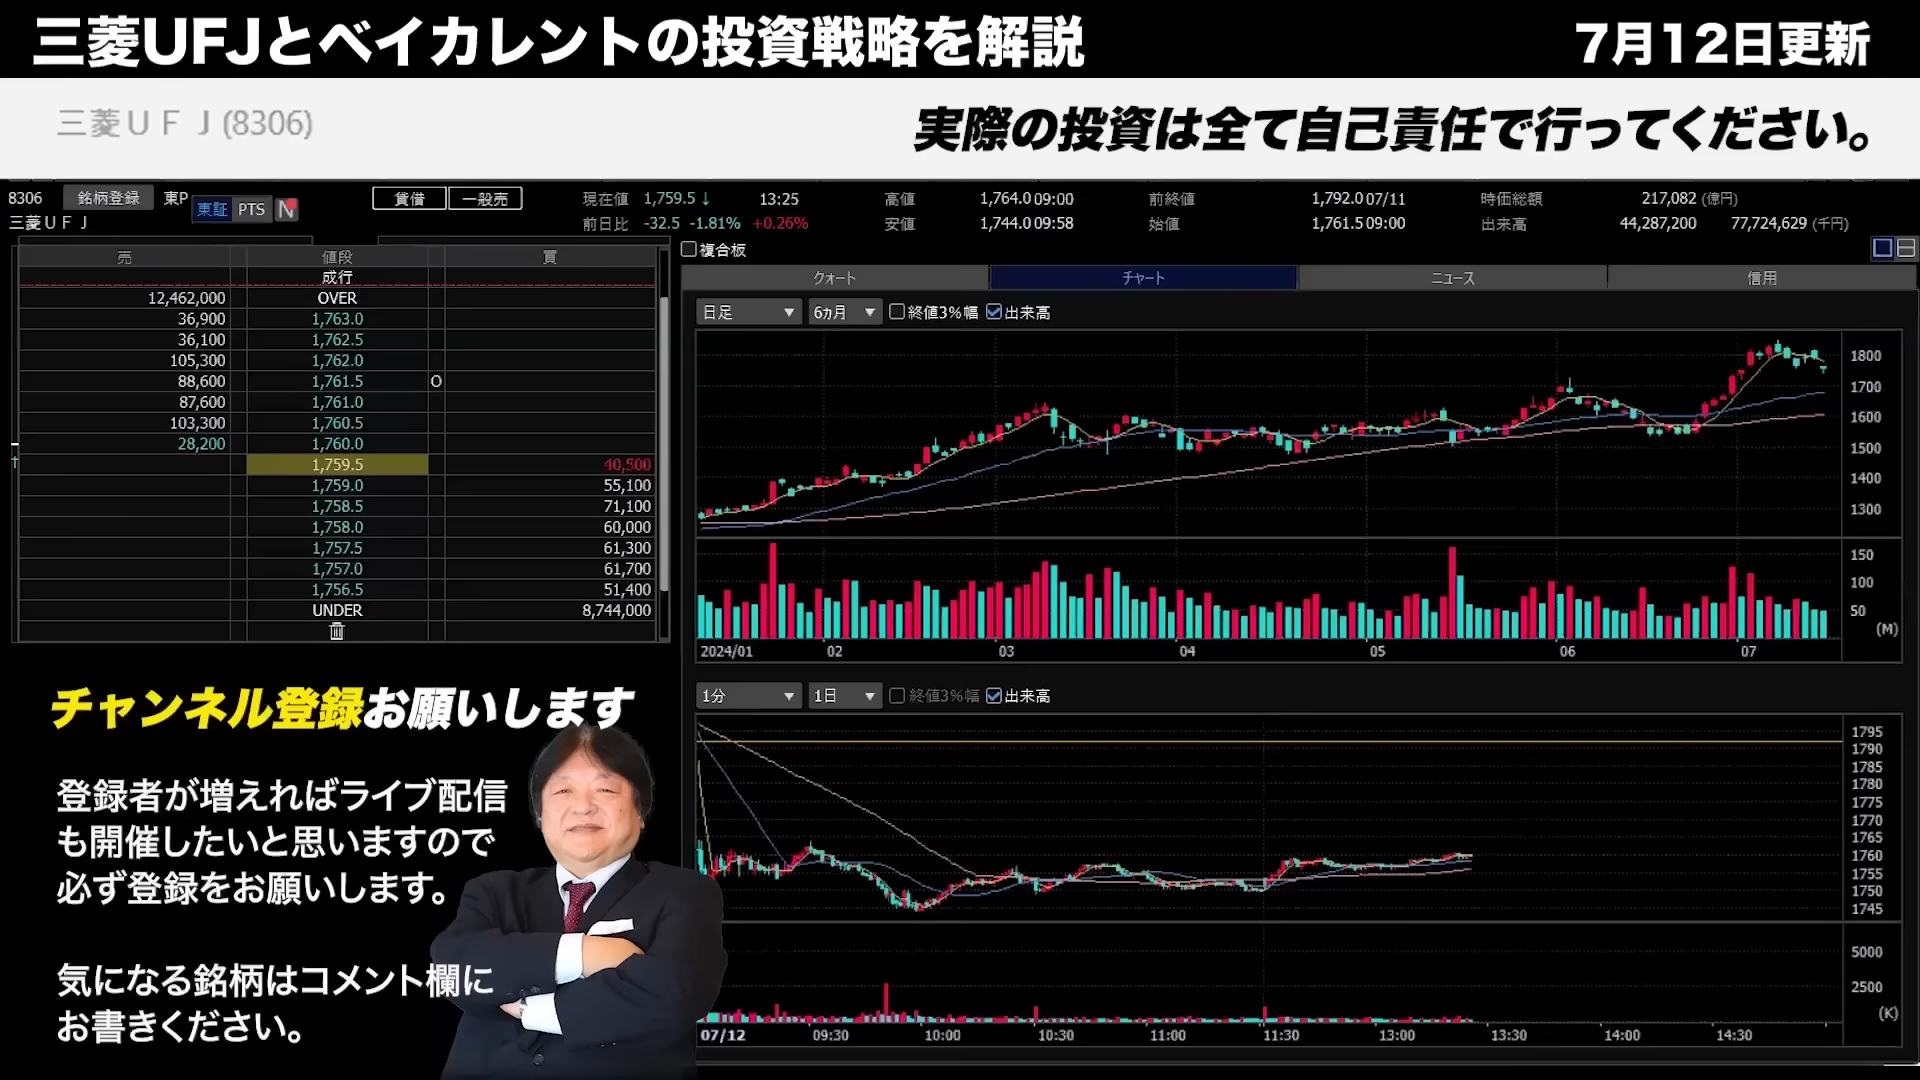 三菱UFJとベイカレントの投資戦略を解説
7月12日更新
三菱ＵＦＪ(8306)
実際の投資は全て自己責任で行ってください。
8306 銘柄登録 東P 東証 PTS N 貸借 一般売
三菱ＵＦＪ
現在値 1,759.5↓ 13:25 高値 1,764.0 09:00 前終値 1,792.0 07/11 時価総額 217,082 (億円)
前日比 -32.5 -1.81% +0.26% 安値 1,744.0 09:58 始値 1,761.5 09:00 出来高 44,287,200 77,724,629 (千円)
売 値段 買
成行
12,462,000 OVER
36,900 1,763.0
36,100 1,762.5
105,300 1,762.0
88,600 1,761.5 O
87,600 1,761.0
103,300 1,760.5
28,200 1,760.0
1,759.5 40,500
1,759.0 55,100
1,758.5 71,100
1,758.0 60,000
1,757.5 61,300
1,757.0 61,700
1,756.5 51,400
UNDER 8,744,000
複合板
クォート チャート ニュース 信用
日足 6カ月 終値3%幅 出来高
1800
1700
1600
1500
1400
1300
150
100
50
(M)
2024/01 02 03 04 05 06 07
1分 1日 終値3%幅 出来高
1795
1790
1785
1780
1775
1770
1765
1760
1755
1750
1745
5000
2500
(K)
07/12 09:30 10:00 10:30 11:00 11:30 13:00 13:30 14:00 14:30
チャンネル登録お願いします
登録者が増えればライブ配信
も開催したいと思いますので
必ず登録をお願いします。
気になる銘柄はコメント欄に
お書きください。